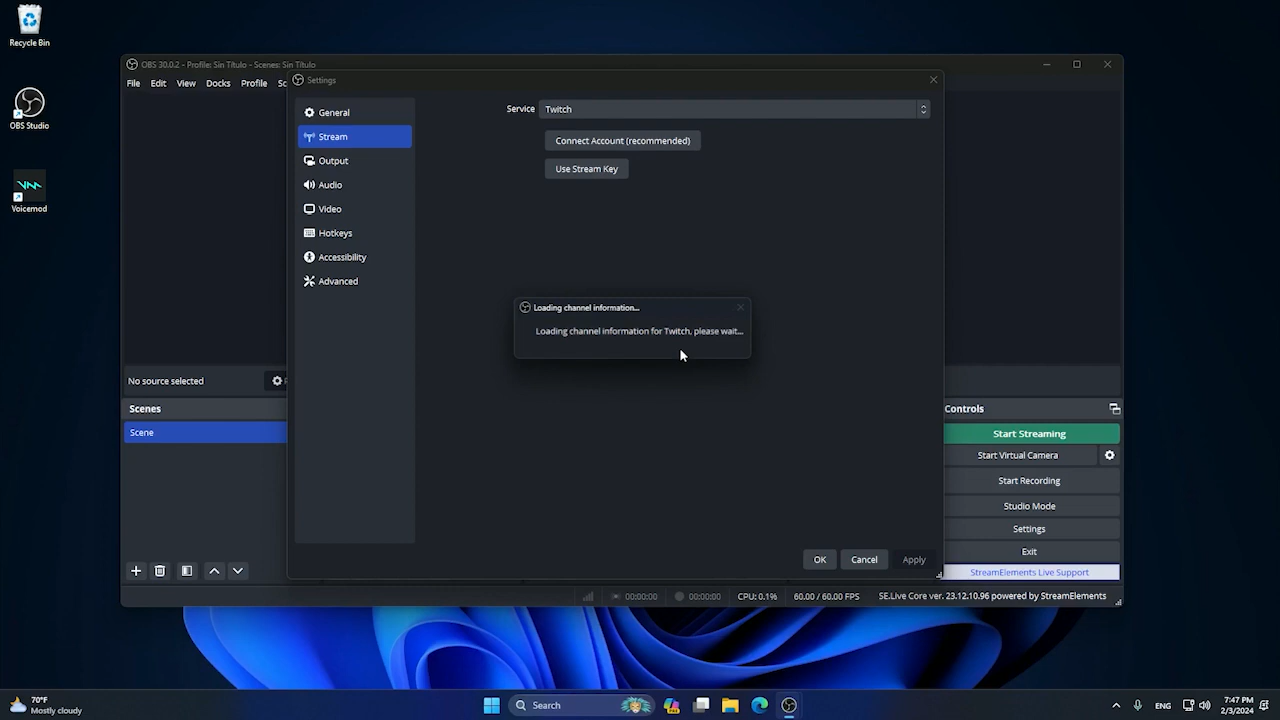 Recycle Bin
OBS Studio
Voicemod
OBS 30.0.2 - Profile: Sin Título - Scenes: Sin Título
File Edit View Docks Profile
Settings
General
Stream
Output
Audio
Video
Hotkeys
Accessibility
Advanced
Service Twitch
Connect Account (recommended)
Use Stream Key
Loading channel information...
Loading channel information for Twitch, please wait...
OK Cancel Apply
No source selected
Scenes
Scene
Controls
Start Streaming
Start Virtual Camera
Start Recording
Studio Mode
Settings
Exit
StreamElements Live Support
00:00:00 00:00:00 CPU: 0.1% 60.00 / 60.00 FPS SE.Live Core ver. 23.12.10.96 powered by StreamElements
70°F
Mostly cloudy
Search
ENG
7:47 PM
2/3/2024